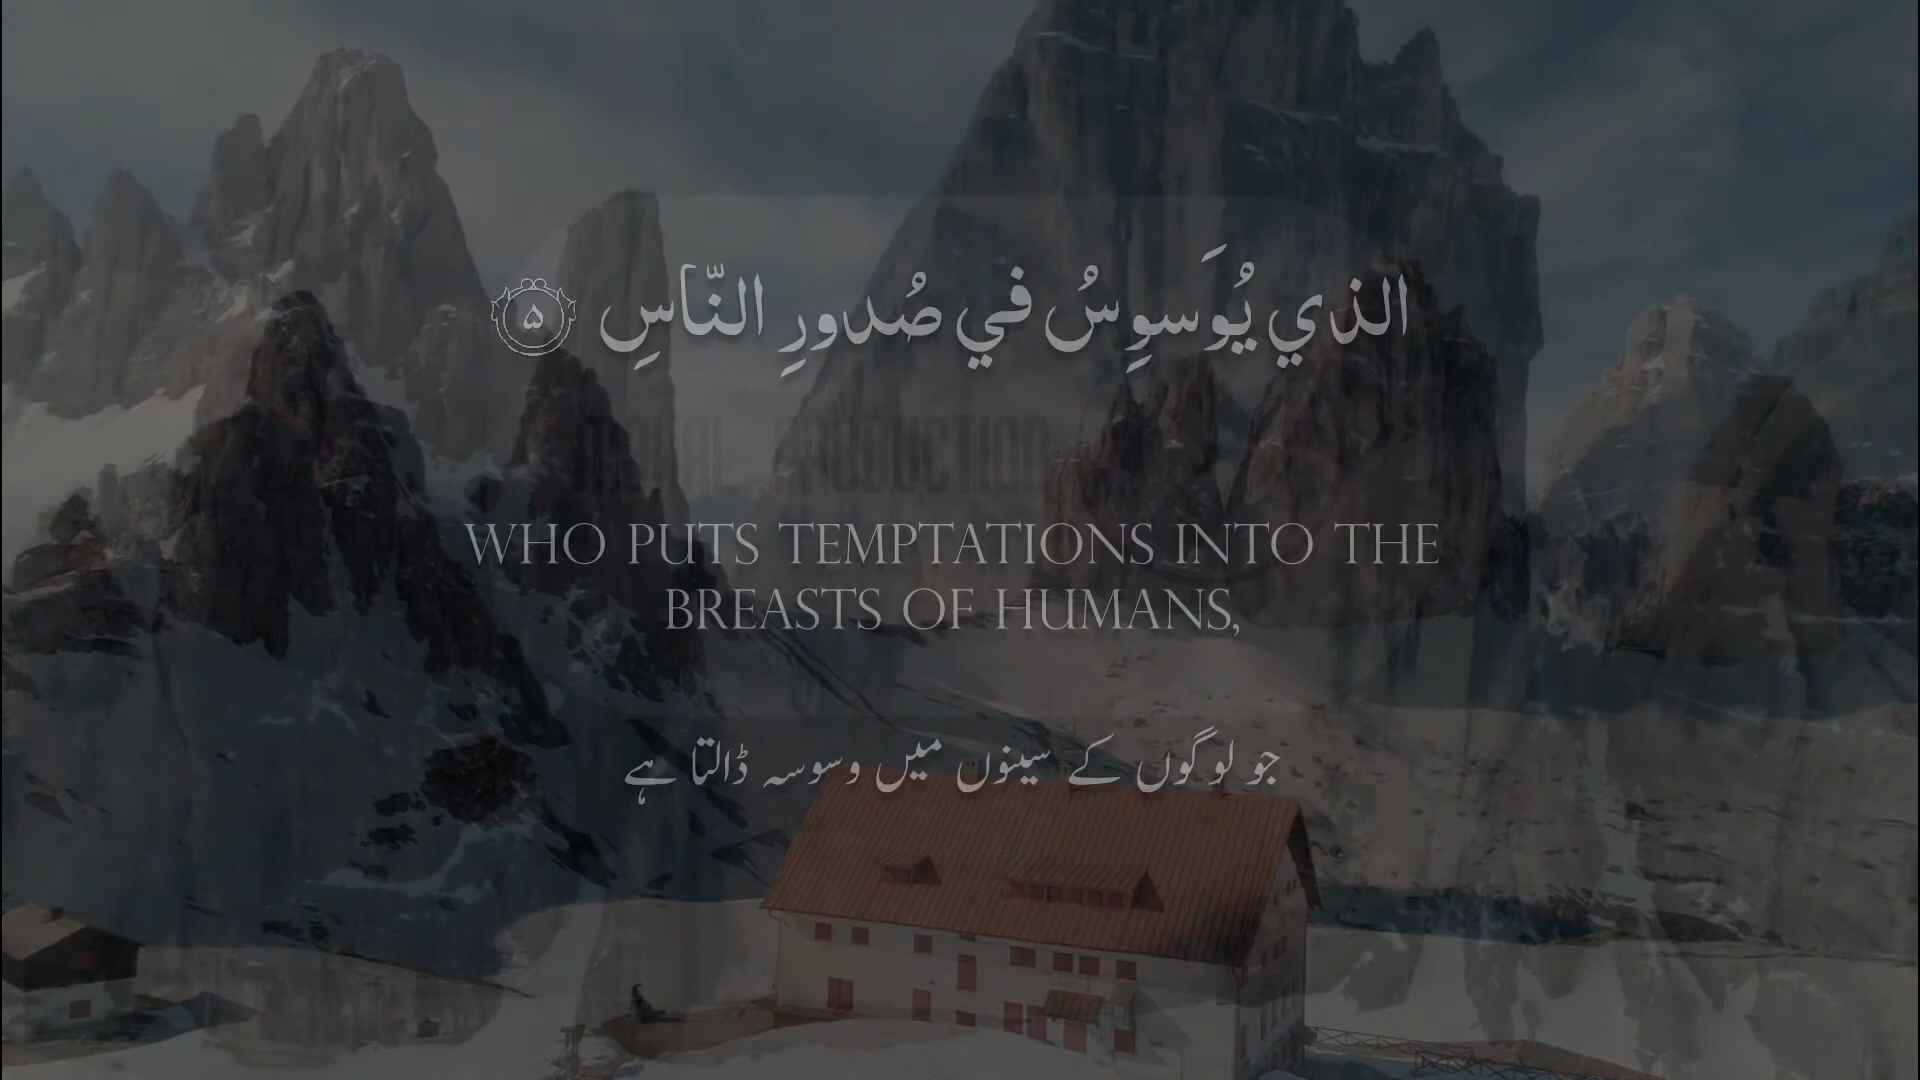 الذي يُوَسوِسُ في صُدورِ النّاسِ ۵
WHO PUTS TEMPTATIONS INTO THE
BREASTS OF HUMANS,
جو لوگوں کے سینوں میں وسوسہ ڈالتا ہے